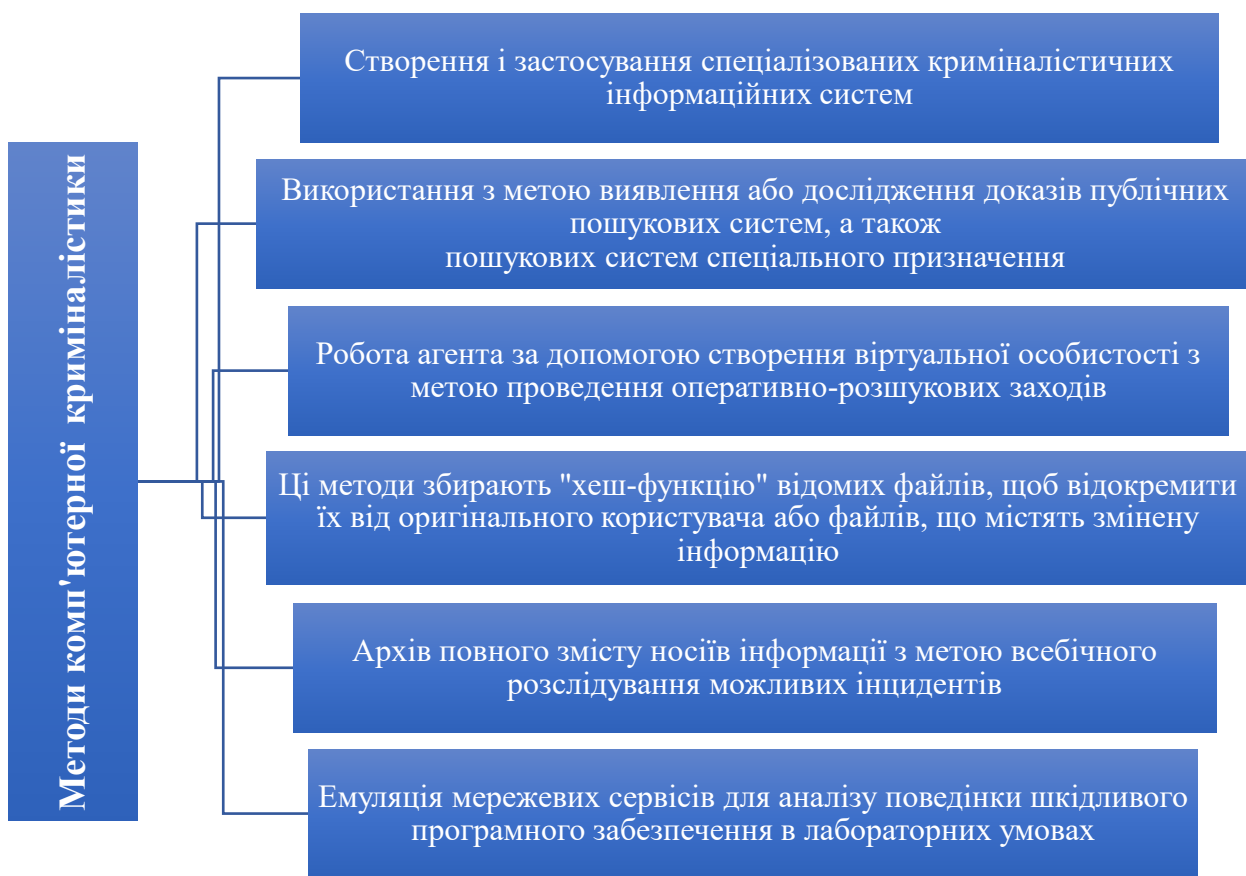 Методи комп'ютерної криміналістики
Створення і застосування спеціалізованих криміналістичних
інформаційних систем
Використання з метою виявлення або дослідження доказів публічних
пошукових систем, а також
пошукових систем спеціального призначення
Робота агента за допомогою створення віртуальної особистості з
метою проведення оперативно-розшукових заходів
Ці методи збирають "хеш-функцію" відомих файлів, щоб відокремити
їх від оригінального користувача або файлів, що містять змінену
інформацію
Архів повного змісту носіїв інформації з метою всебічного
розслідування можливих інцидентів
Емуляція мережевих сервісів для аналізу поведінки шкідливого
програмного забезпечення в лабораторних умовах